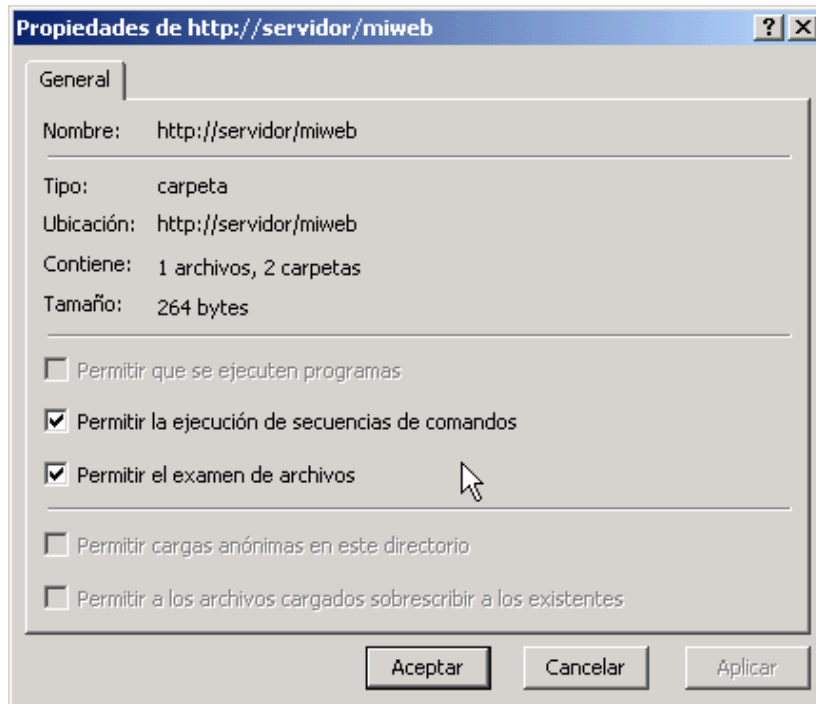 Propiedades de http://servidor/miweb
General
Nombre: http://servidor/miweb
Tipo: carpeta
Ubicación: http://servidor/miweb
Contiene: 1 archivos, 2 carpetas
Tamaño: 264 bytes
Permitir que se ejecuten programas
Permitir la ejecución de secuencias de comandos
Permitir el examen de archivos
Permitir cargas anónimas en este directorio
Permitir a los archivos cargados sobrescribir a los existentes
Aceptar Cancelar Aplicar